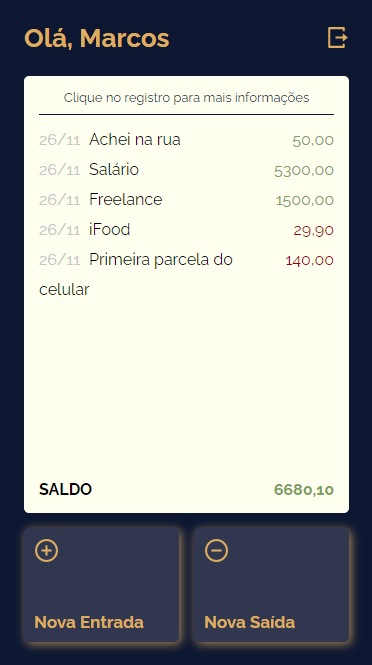 Olá, Marcos
Clique no registro para mais informações
26/11 Achei na rua 50,00
26/11 Salário 5300,00
26/11 Freelance 1500,00
26/11 iFood 29,90
26/11 Primeira parcela do 140,00
celular
SALDO 6680,10
Nova Entrada Nova Saída